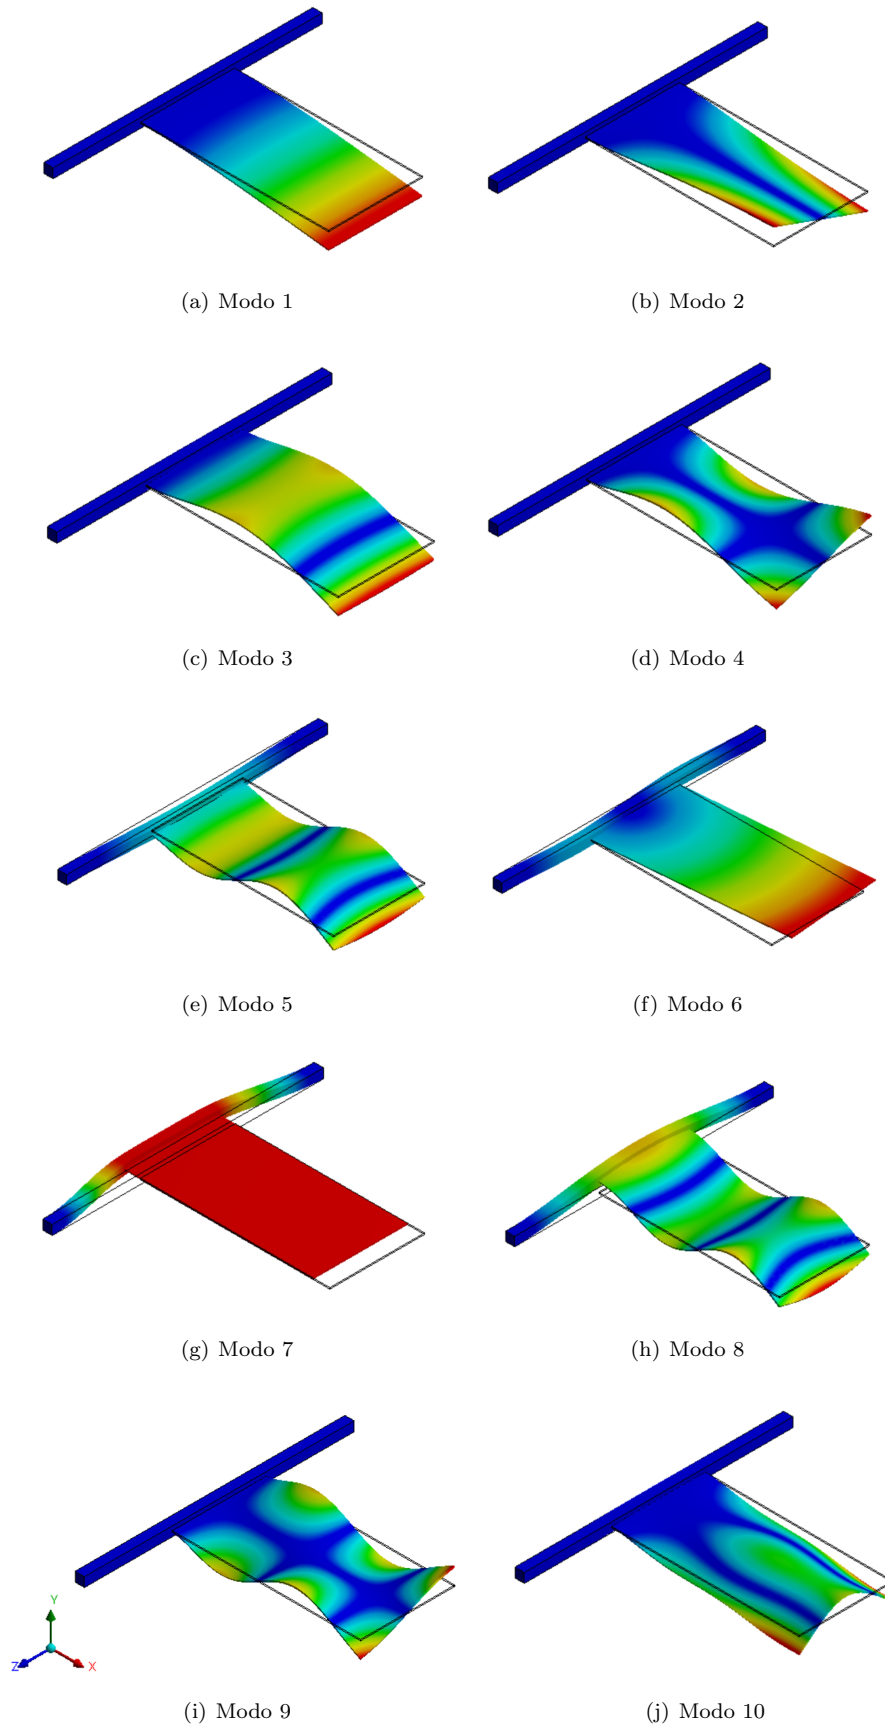 (a) Modo 1
(b) Modo 2
(c) Modo 3
(d) Modo 4
(e) Modo 5
(f) Modo 6
(g) Modo 7
(h) Modo 8
Y
Z
X
(i) Modo 9
(j) Modo 10